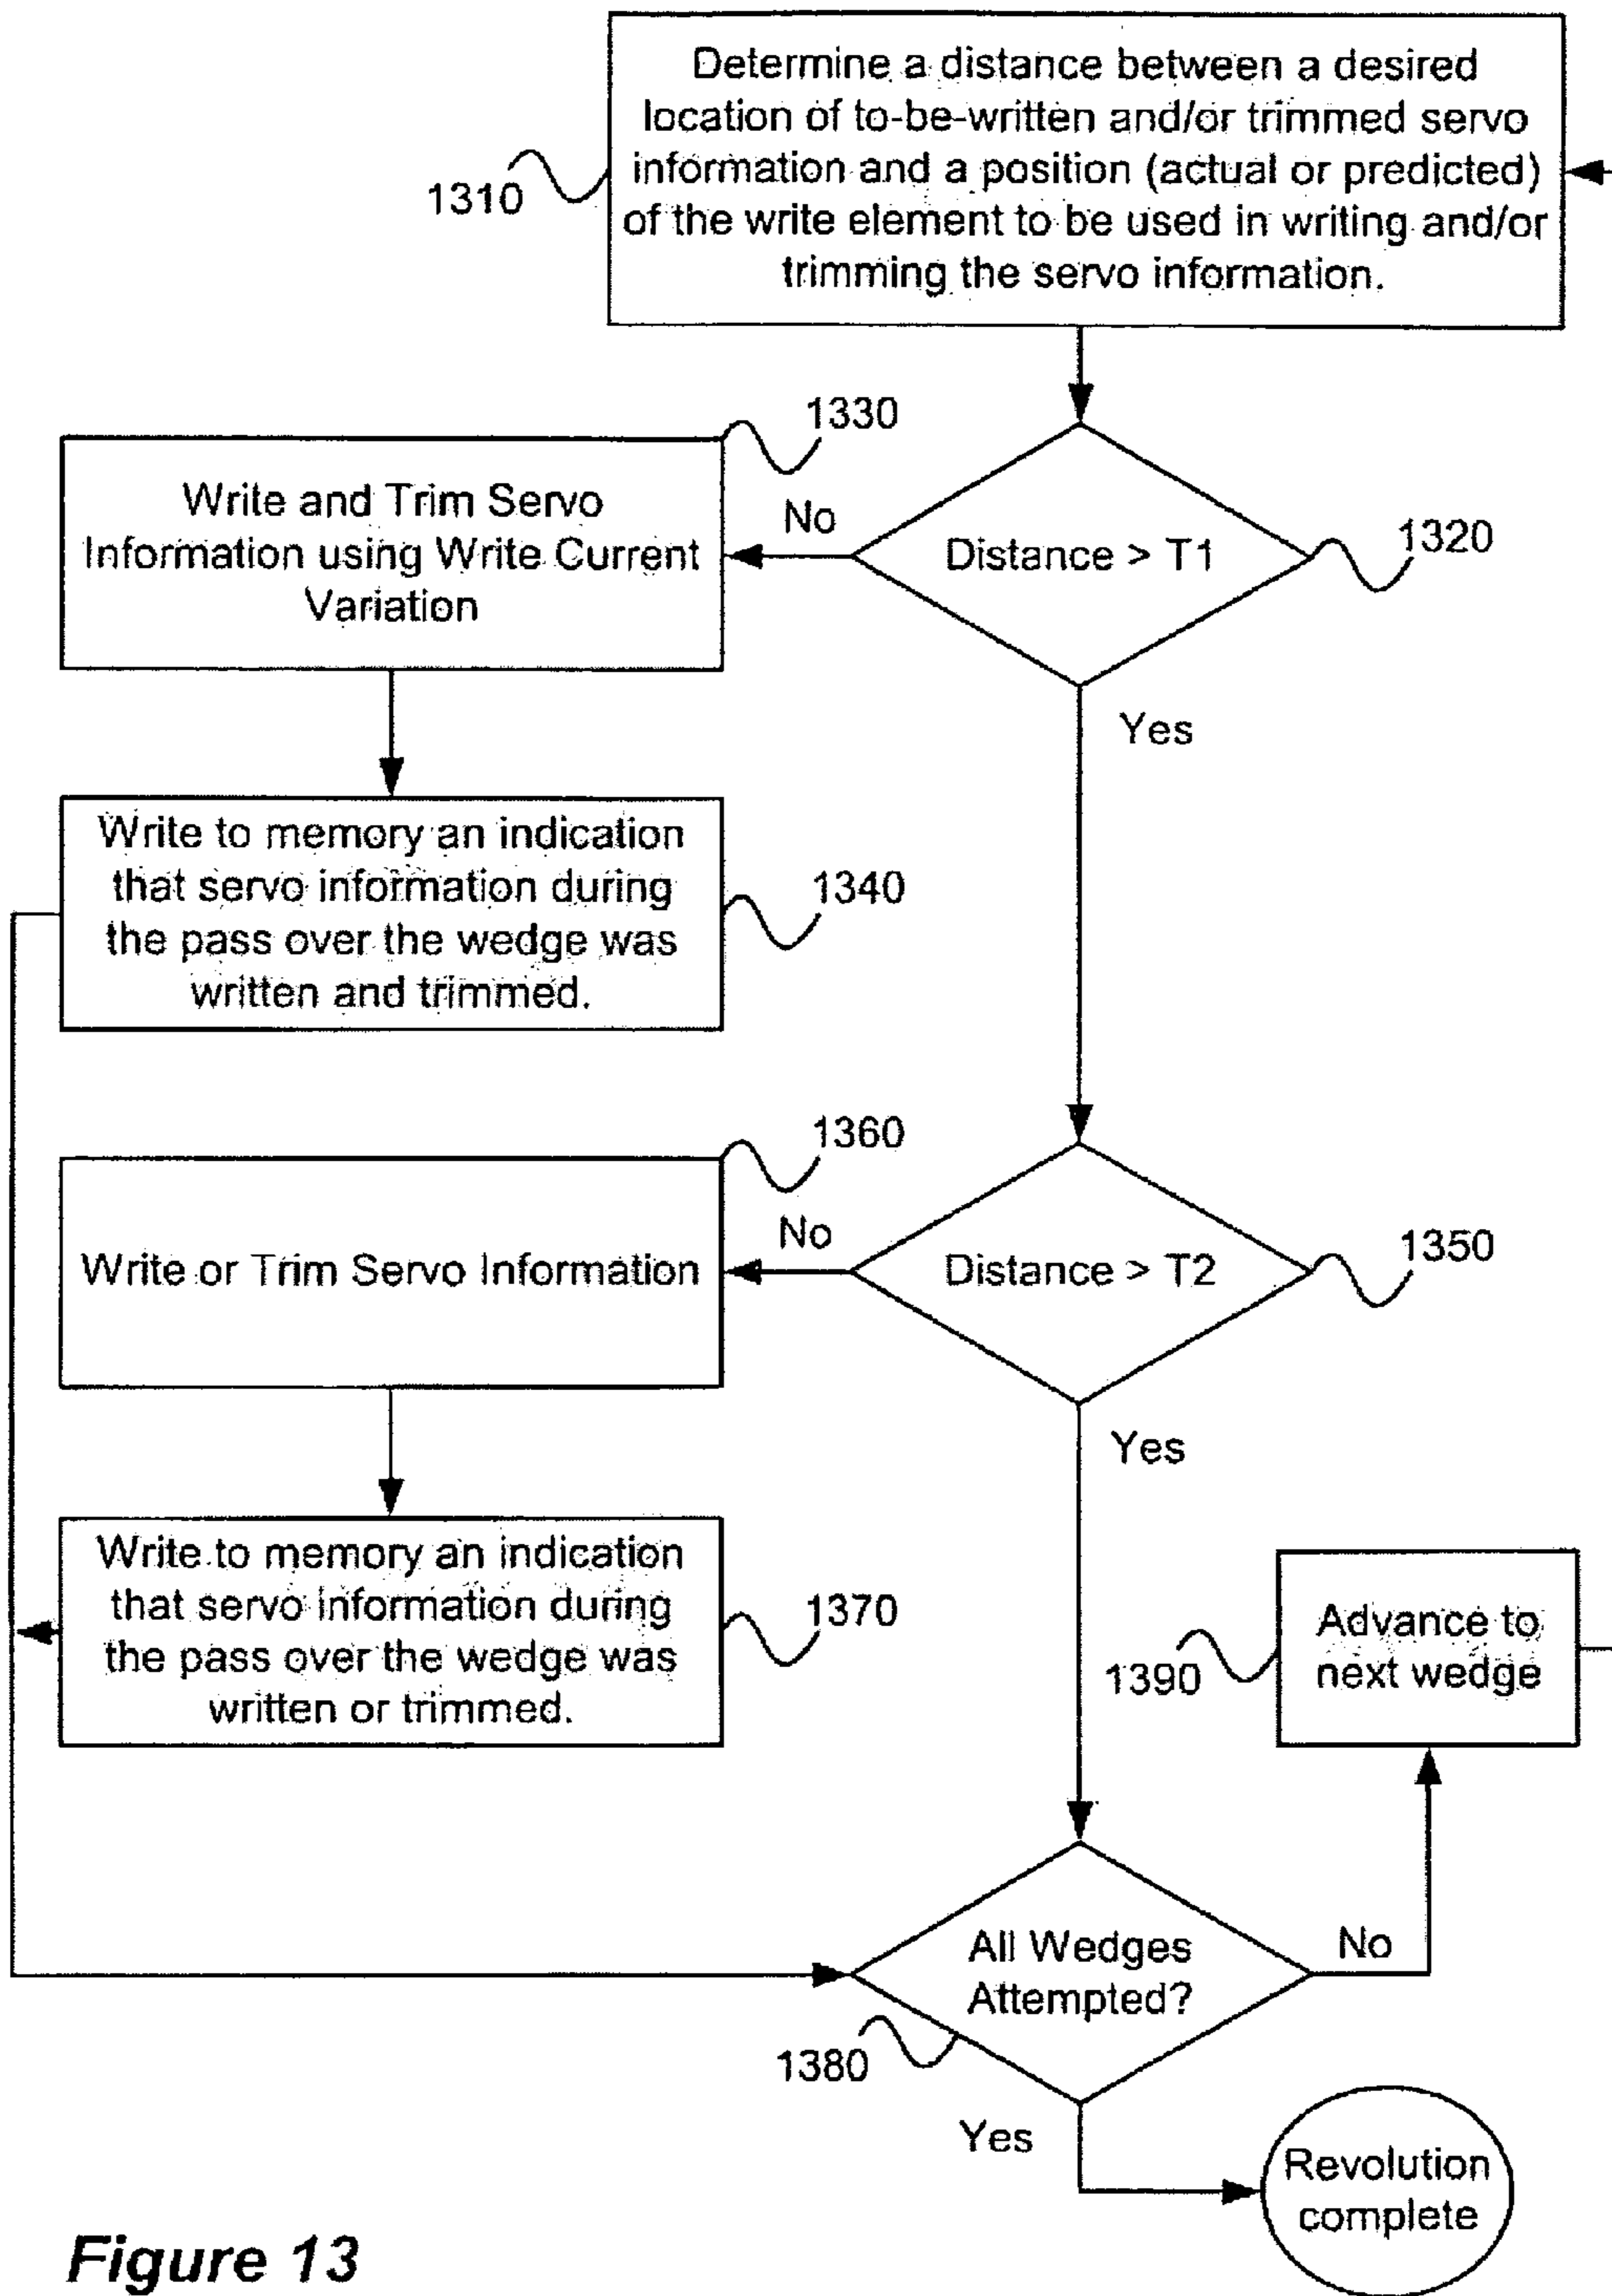 Determine a distance between a desired
location of to-be-written and/or trimmed servo
information and a position (actual or predicted)
of the write element to be used in writing and/or
trimming the servo information.
1310
1330
Write and Trim Servo
Information using Write Current
Variation
No
Distance > T1
1320
Yes
Write to memory an indication
that servo information during
the pass over the wedge was
written and trimmed.
1340
1360
Write or Trim Servo Information
No
Distance > T2
1350
Yes
Write to memory an indication
that servo information during
the pass over the wedge was
written or trimmed.
1370
1390
Advance to
next wedge
All Wedges
Attempted?
No
1380
Yes
Revolution
complete
Figure 13